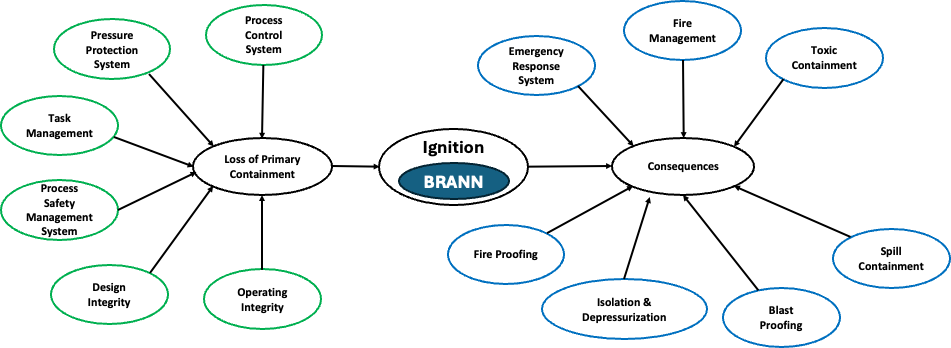 Pressure
Protection
System
Process
Control
System
Task
Management
Process
Safety
Management
System
Design
Integrity
Operating
Integrity
Loss of Primary
Containment
Ignition
BRANN
Emergency
Response
System
Fire
Management
Toxic
Containment
Consequences
Fire Proofing
Isolation &
Depressurization
Blast
Proofing
Spill
Containment